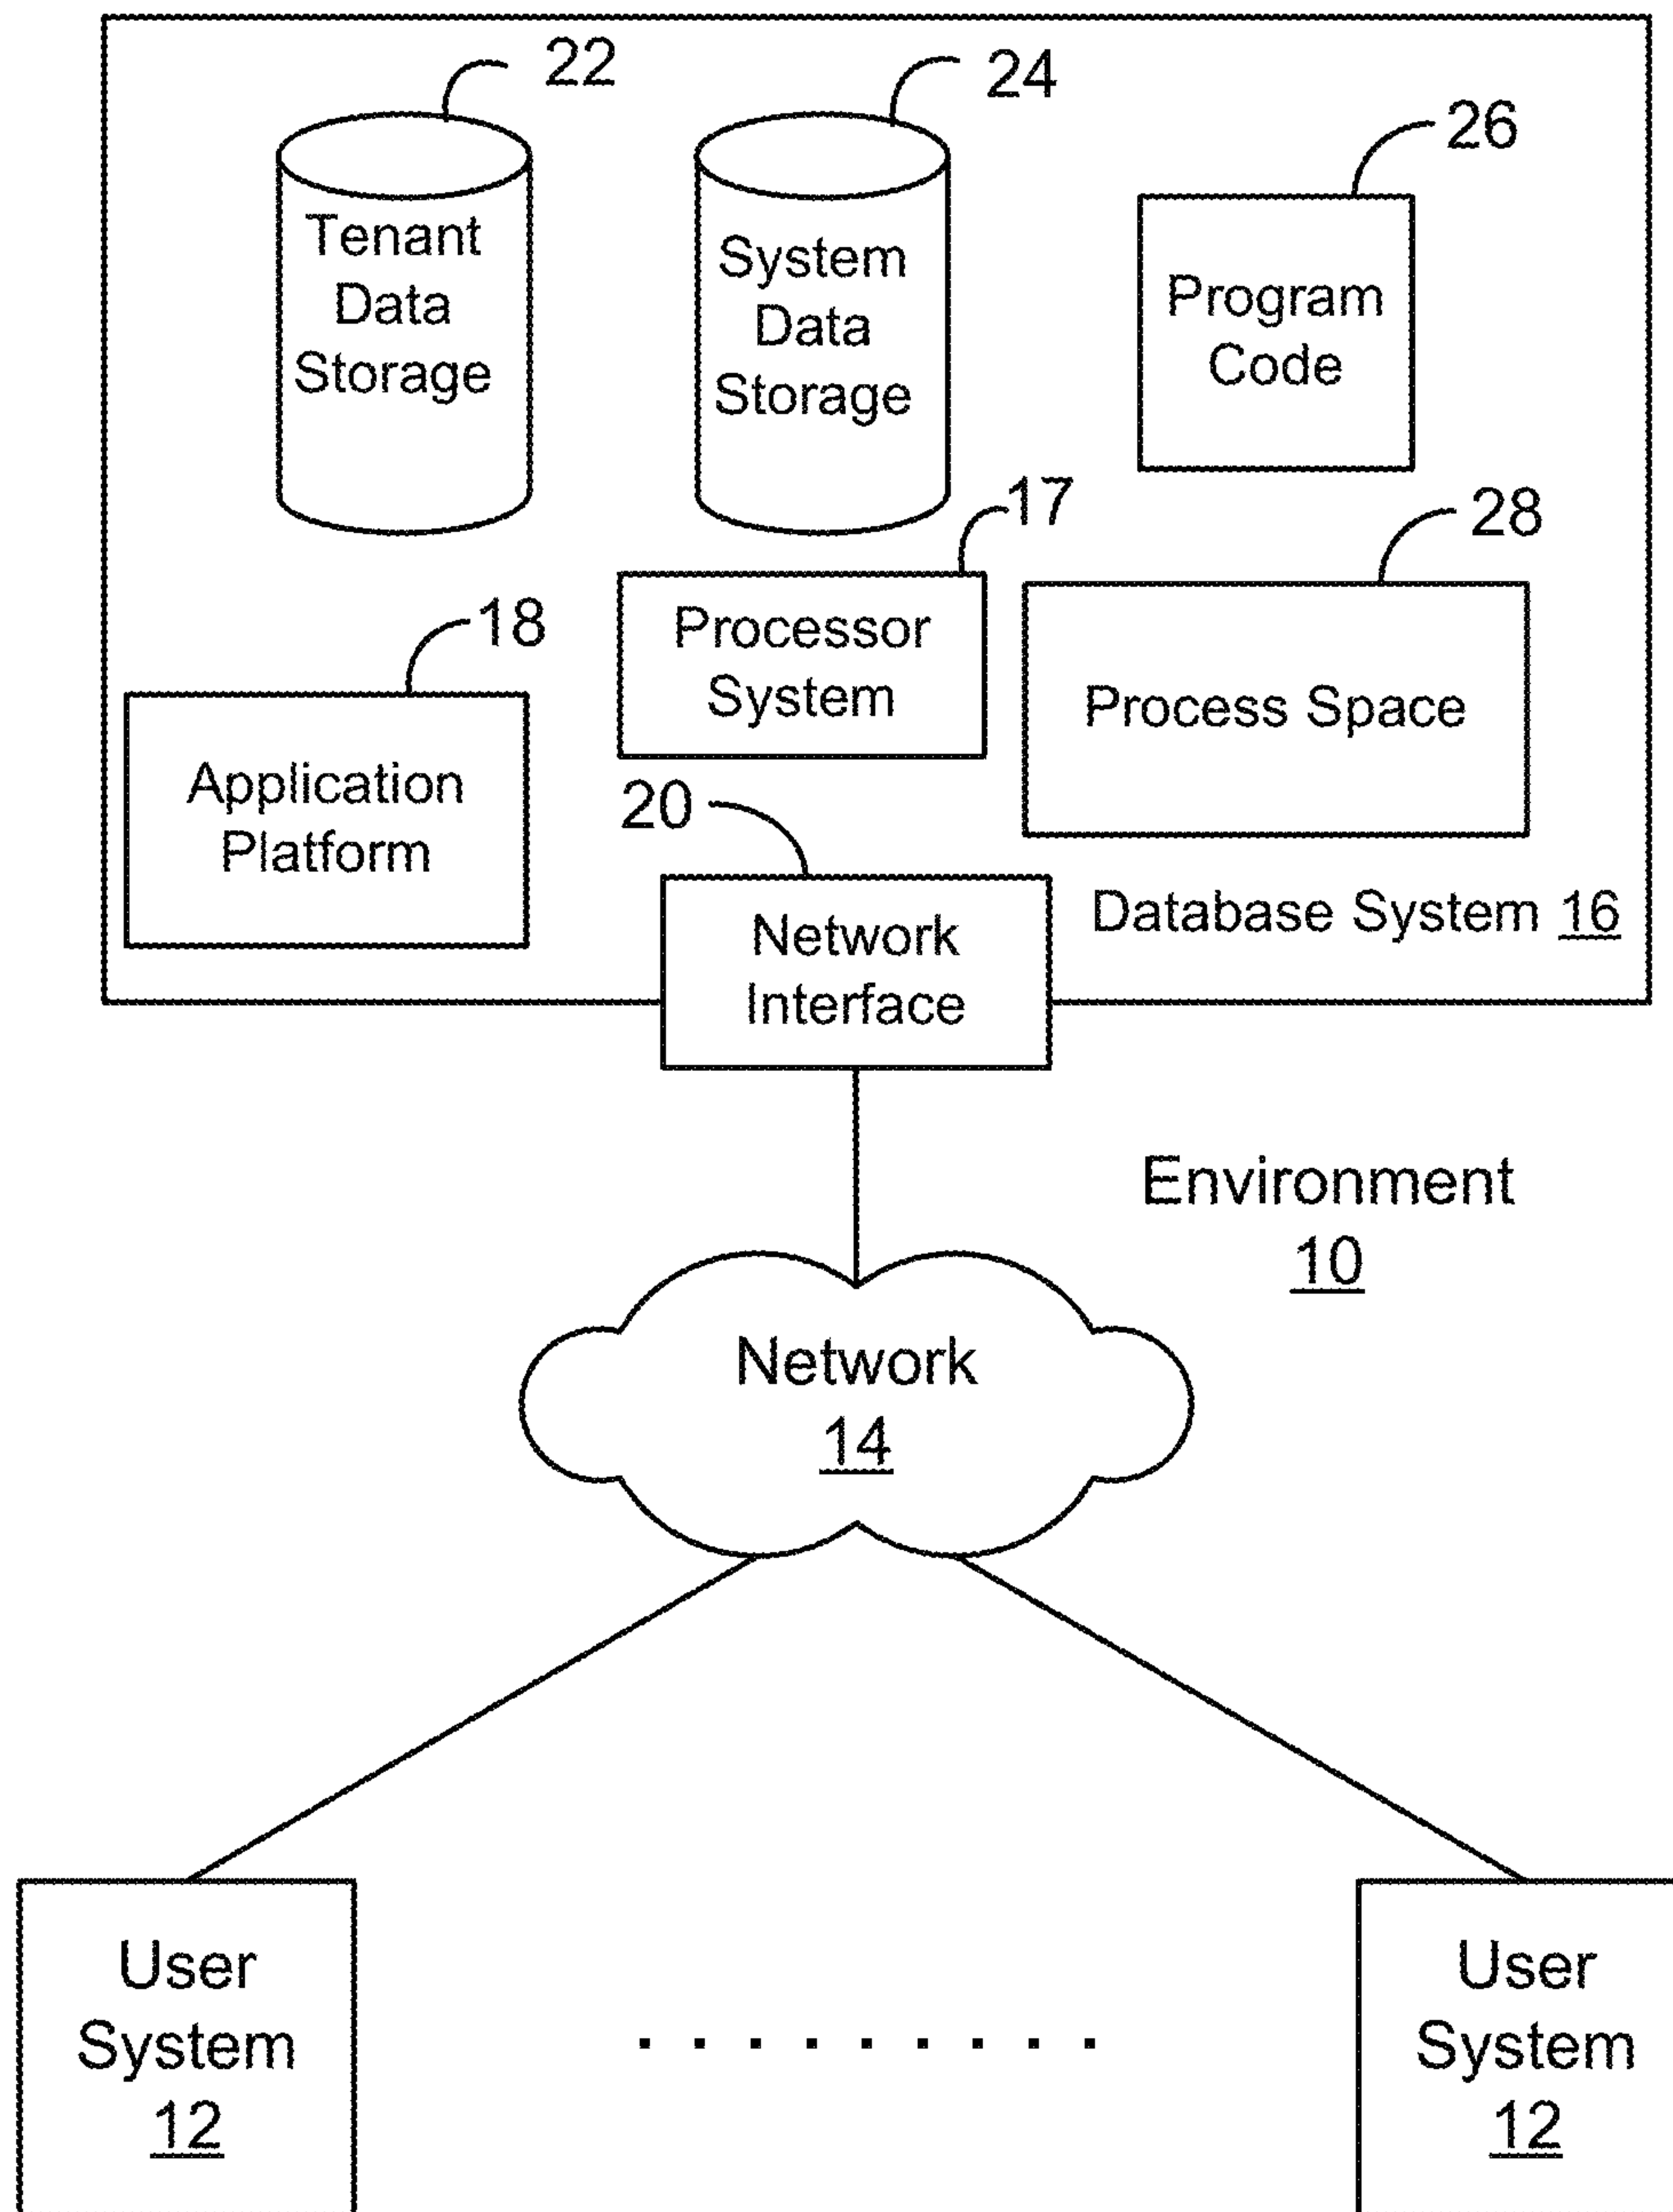 22
24
26
Tenant
Data
Storage
System
Data
Storage
Program
Code
17
28
18
Processor
System
Process Space
Application
Platform
20
Database System 16
Network
Interface
Environment
10
Network
14
User
System
12
User
System
12